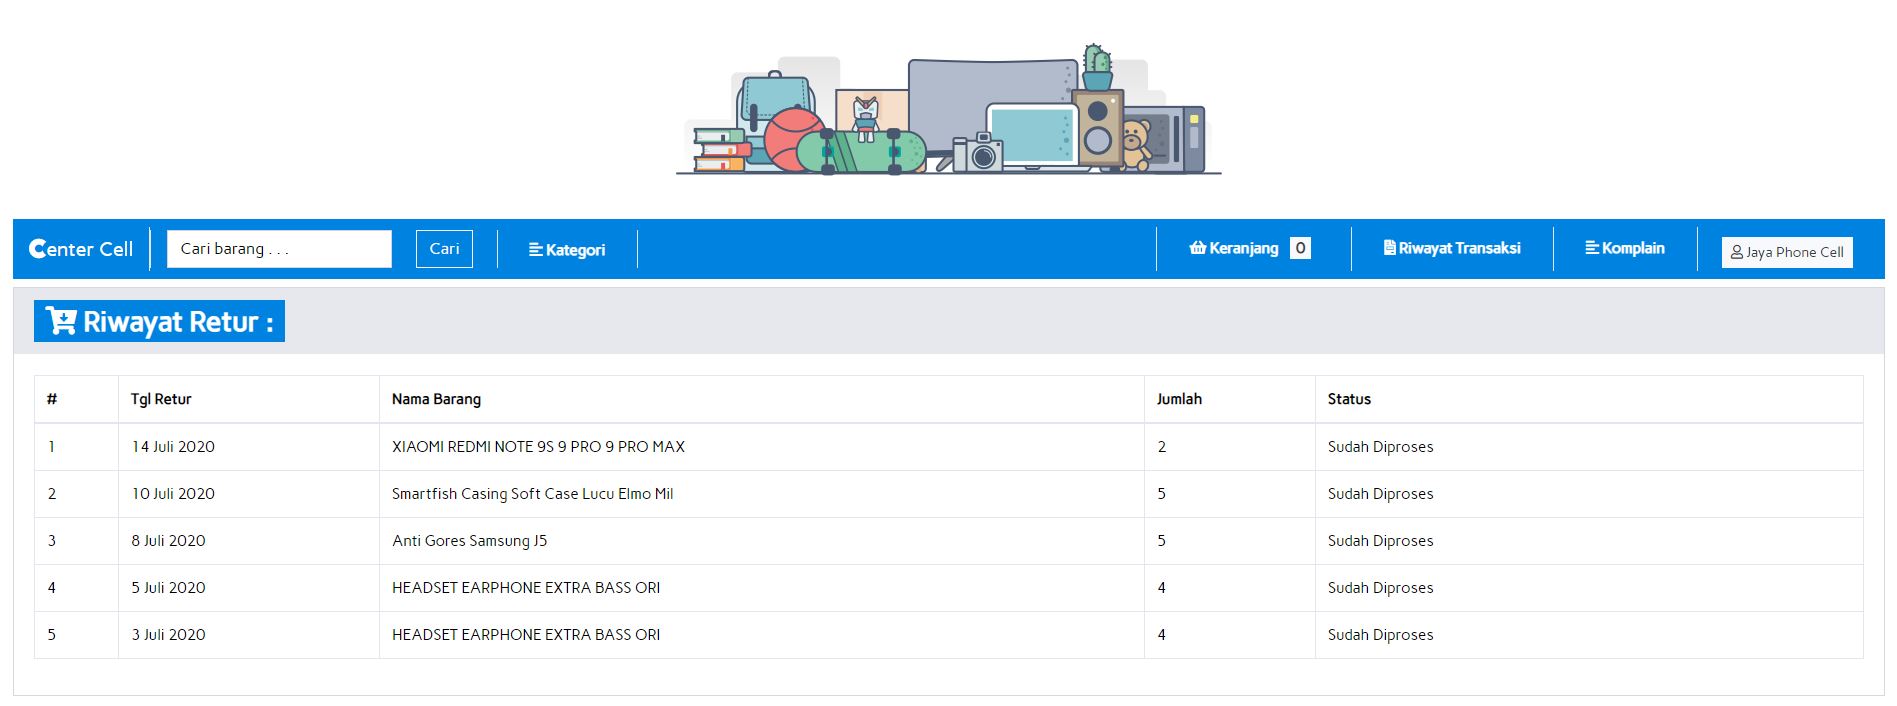 Center Cell Cari barang . . . Cari Kategori Keranjang 0 Riwayat Transaksi Komplain Jaya Phone Cell
Riwayat Retur :
# Tgl Retur Nama Barang Jumlah Status
1 14 Juli 2020 XIAOMI REDMI NOTE 9S 9 PRO 9 PRO MAX 2 Sudah Diproses
2 10 Juli 2020 Smartfish Casing Soft Case Lucu Elmo Mil 5 Sudah Diproses
3 8 Juli 2020 Anti Gores Samsung J5 5 Sudah Diproses
4 5 Juli 2020 HEADSET EARPHONE EXTRA BASS ORI 4 Sudah Diproses
5 3 Juli 2020 HEADSET EARPHONE EXTRA BASS ORI 4 Sudah Diproses